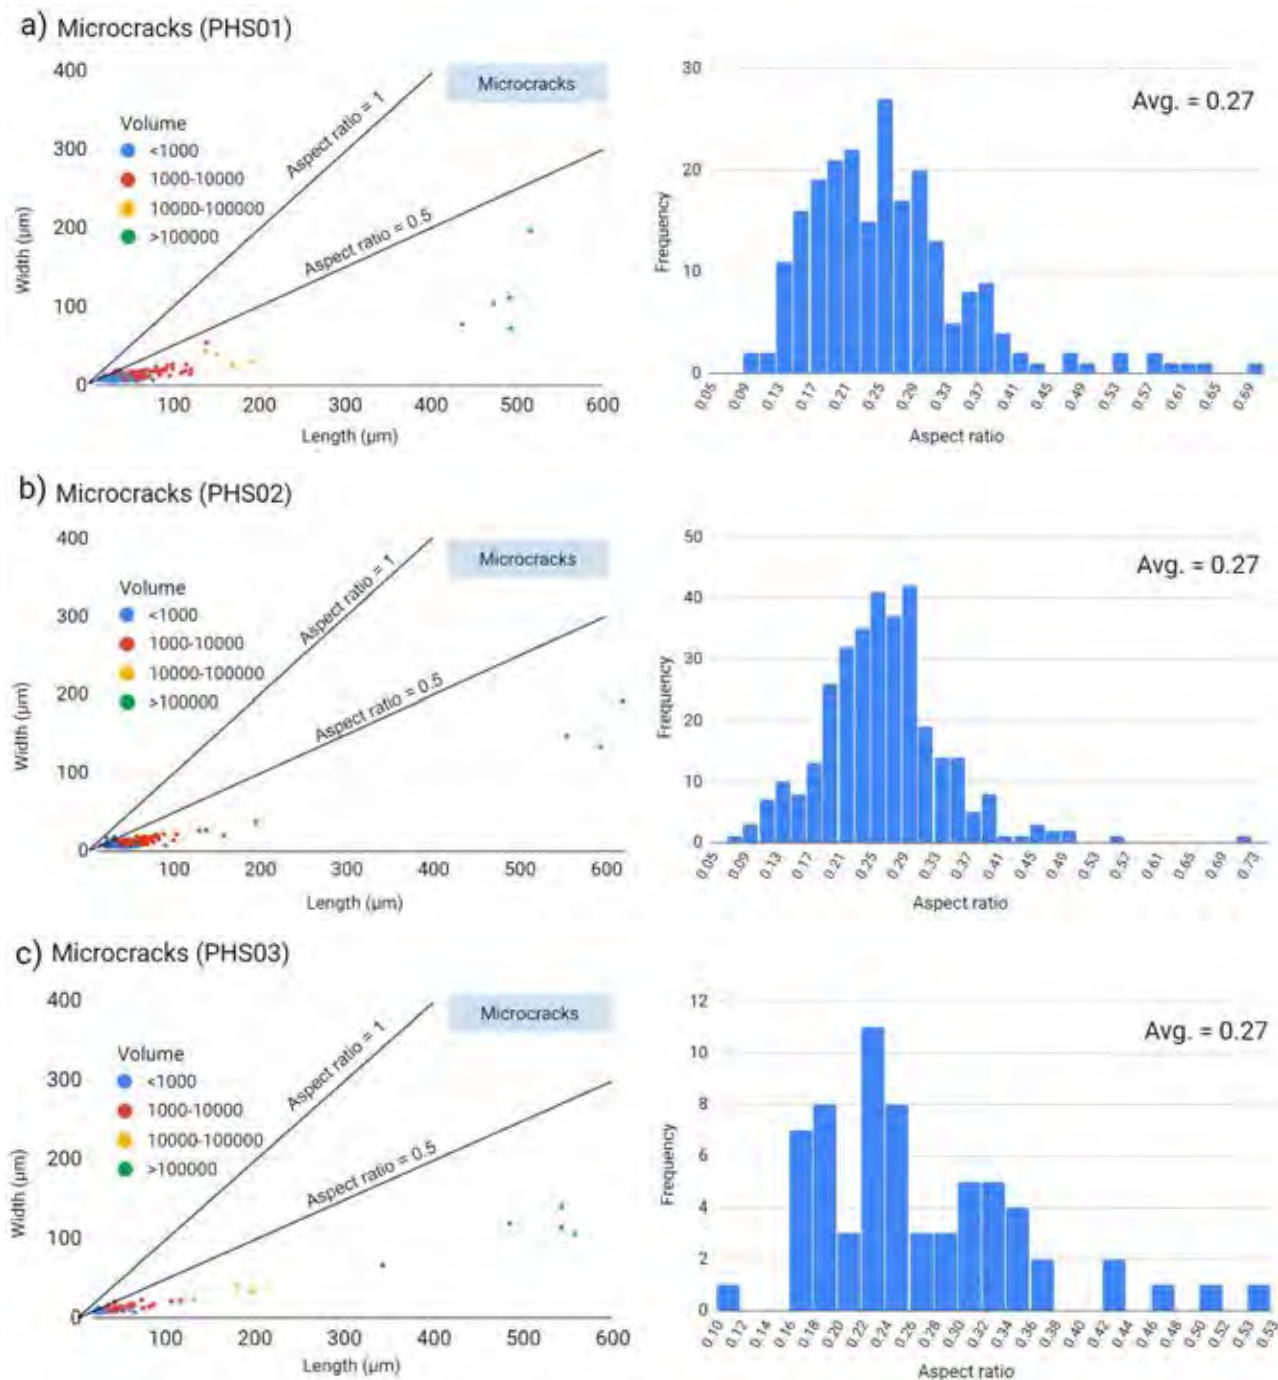 a) Microcracks (PHS01)
400
300
200
100
0
Width (µm)
Volume
<1000
1000-10000
10000-100000
>100000
Aspect ratio = 1
Aspect ratio = 0.5
Microcracks
100 200 300 400 500 600
Length (µm)
30
20
10
0
Frequency
Avg. = 0.27
0.05 0.09 0.13 0.17 0.21 0.25 0.29 0.33 0.37 0.41 0.45 0.49 0.53 0.57 0.61 0.65 0.69
Aspect ratio
b) Microcracks (PHS02)
400
300
200
100
0
Width (µm)
Volume
<1000
1000-10000
10000-100000
>100000
Aspect ratio = 1
Aspect ratio = 0.5
Microcracks
100 200 300 400 500 600
Length (µm)
50
40
30
20
10
0
Frequency
Avg. = 0.27
0.05 0.09 0.13 0.17 0.21 0.25 0.29 0.33 0.37 0.41 0.45 0.49 0.53 0.57 0.61 0.65 0.69 0.73
Aspect ratio
c) Microcracks (PHS03)
400
300
200
100
0
Width (µm)
Volume
<1000
1000-10000
10000-100000
>100000
Aspect ratio = 1
Aspect ratio = 0.5
Microcracks
100 200 300 400 500 600
Length (µm)
12
10
8
6
4
2
0
Frequency
Avg. = 0.27
0.10 0.12 0.14 0.16 0.18 0.20 0.22 0.24 0.26 0.28 0.30 0.32 0.34 0.36 0.38 0.40 0.42 0.44 0.46 0.48 0.50 0.52 0.53 0.53
Aspect ratio